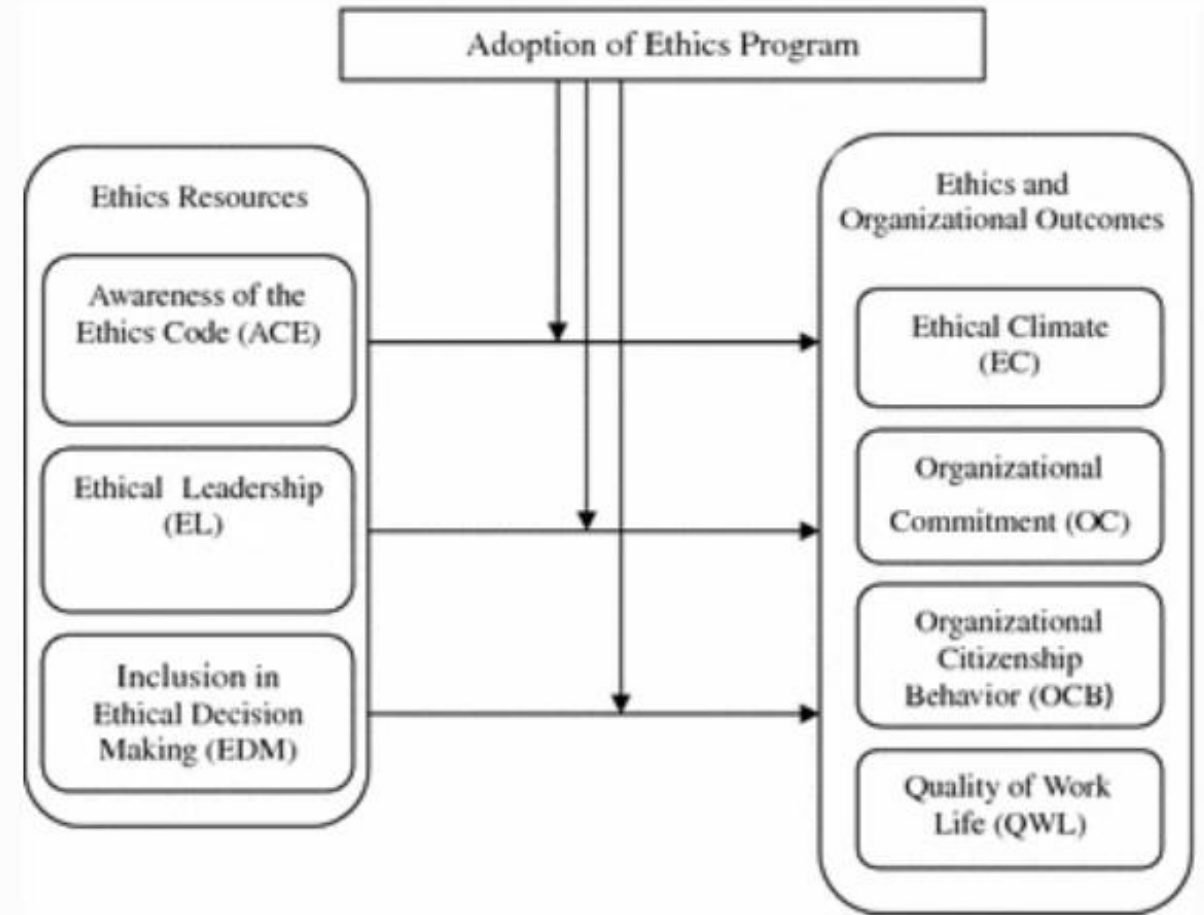 Adoption of Ethics Program
Ethics Resources
Awareness of the
Ethics Code (ACE)
Ethical Leadership
(EL)
Inclusion in
Ethical Decision
Making (EDM)
Ethics and
Organizational Outcomes
Ethical Climate
(EC)
Organizational
Commitment (OC)
Organizational
Citizenship
Behavior (OCB)
Quality of Work
Life (QWL)